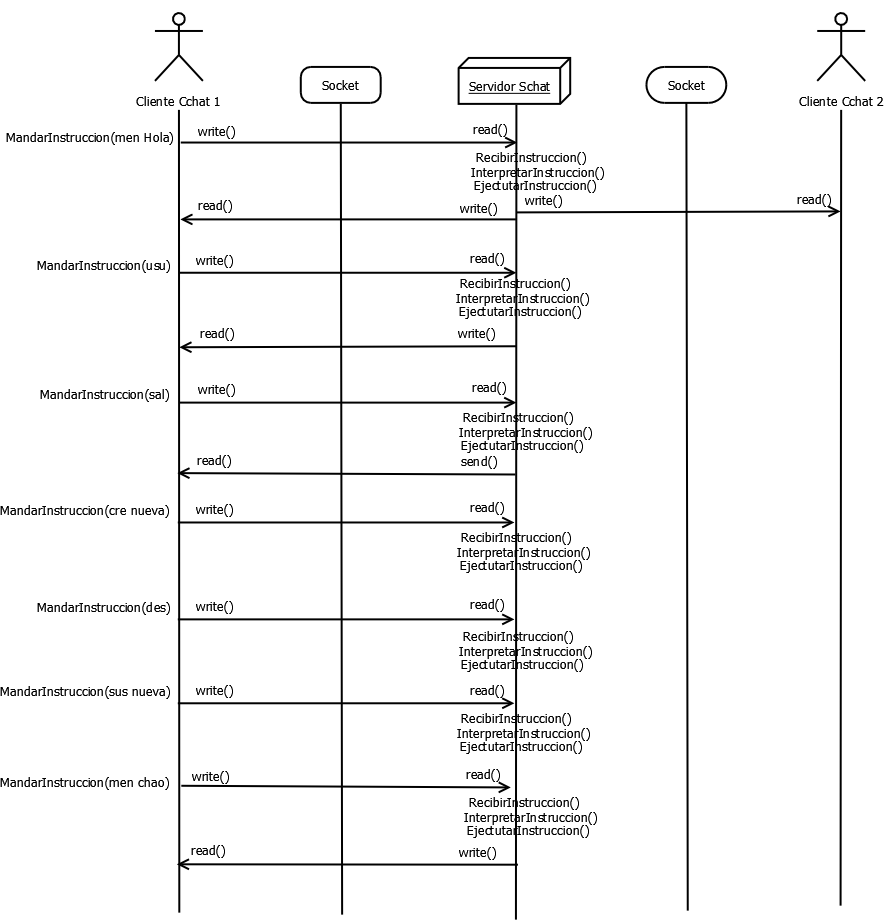 Socket
Servidor Schat
Socket
Cliente Cchat 1
Cliente Cchat 2
MandarInstruccion(men Hola)
write()
read()
RecibirInstruccion()
InterpretarInstruccion()
EjectutarInstruccion()
read()
write()
write()
read()
MandarInstruccion(usu)
write()
read()
RecibirInstruccion()
InterpretarInstruccion()
EjectutarInstruccion()
read()
write()
MandarInstruccion(sal)
write()
read()
RecibirInstruccion()
InterpretarInstruccion()
EjectutarInstruccion()
read()
send()
MandarInstruccion(cre nueva)
write()
read()
RecibirInstruccion()
InterpretarInstruccion()
EjectutarInstruccion()
MandarInstruccion(des)
write()
read()
RecibirInstruccion()
InterpretarInstruccion()
EjectutarInstruccion()
MandarInstruccion(sus nueva)
write()
read()
RecibirInstruccion()
InterpretarInstruccion()
EjectutarInstruccion()
MandarInstruccion(men chao)
write()
read()
RecibirInstruccion()
InterpretarInstruccion()
EjectutarInstruccion()
read()
write()